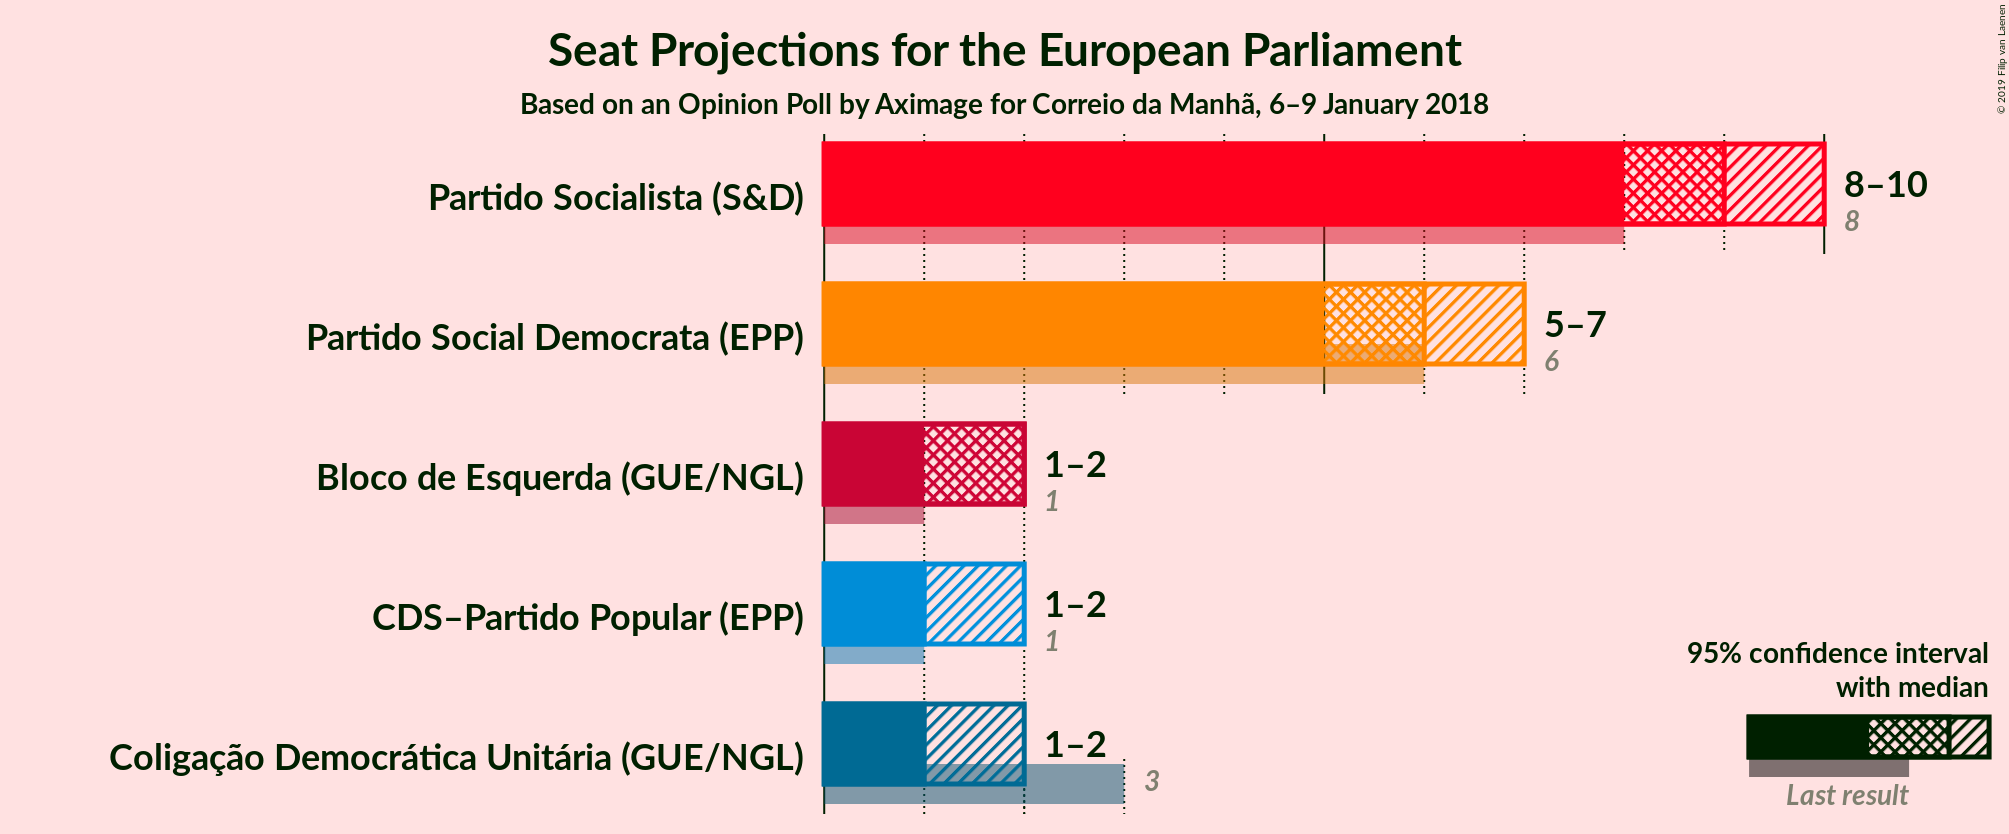 Seat Projections for the European Parliament
Based on an Opinion Poll by Aximage for Correio da Manhã, 6–9 January 2018
© 2019 Filip van Laenen
Partido Socialista (S&D)
8–10
8
Partido Social Democrata (EPP)
5–7
6
Bloco de Esquerda (GUE/NGL)
1–2
1
CDS–Partido Popular (EPP)
1–2
1
Coligação Democrática Unitária (GUE/NGL)
1–2
3
95% confidence interval
with median
Last result